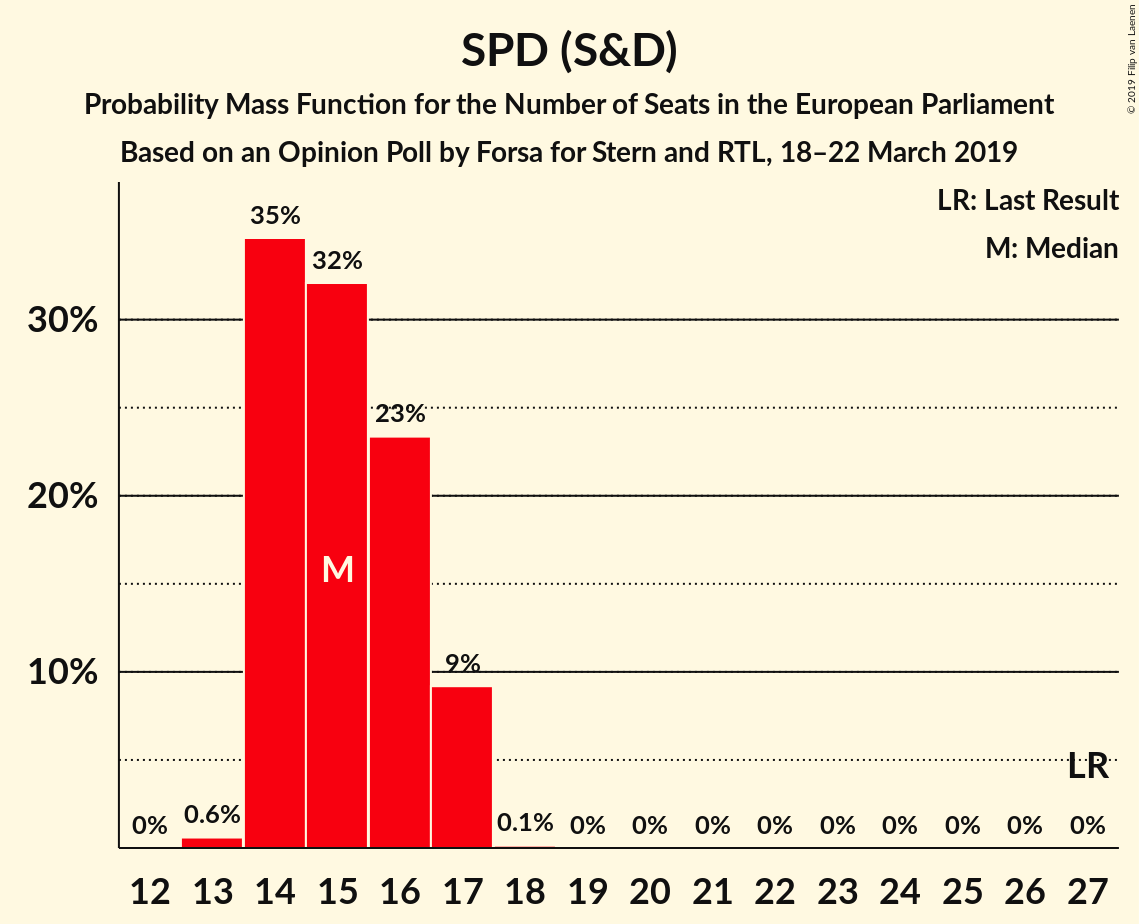 SPD (S&D)
Probability Mass Function for the Number of Seats in the European Parliament
Based on an Opinion Poll by Forsa for Stern and RTL, 18–22 March 2019
© 2019 Filip van Laenen
LR: Last Result
M: Median
35%
32%
30%
23%
20%
M
10%
9%
LR
0% 0.6% 0.1% 0% 0% 0% 0% 0% 0% 0% 0% 0%
12 13 14 15 16 17 18 19 20 21 22 23 24 25 26 27